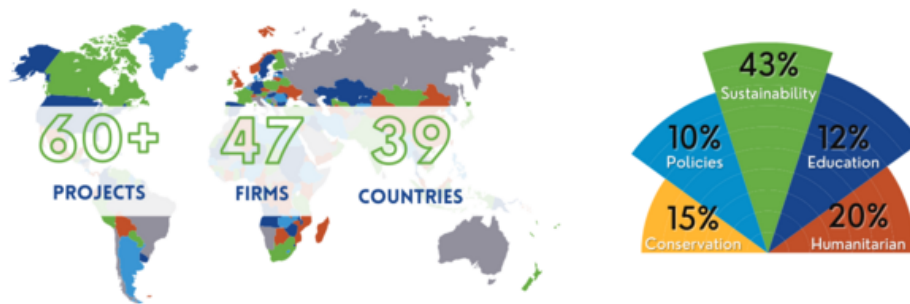 60+
47
39
PROJECTS
FIRMS
COUNTRIES
43%
Sustainability
10%
Policies
12%
Education
15%
Conservation
20%
Humanitarian